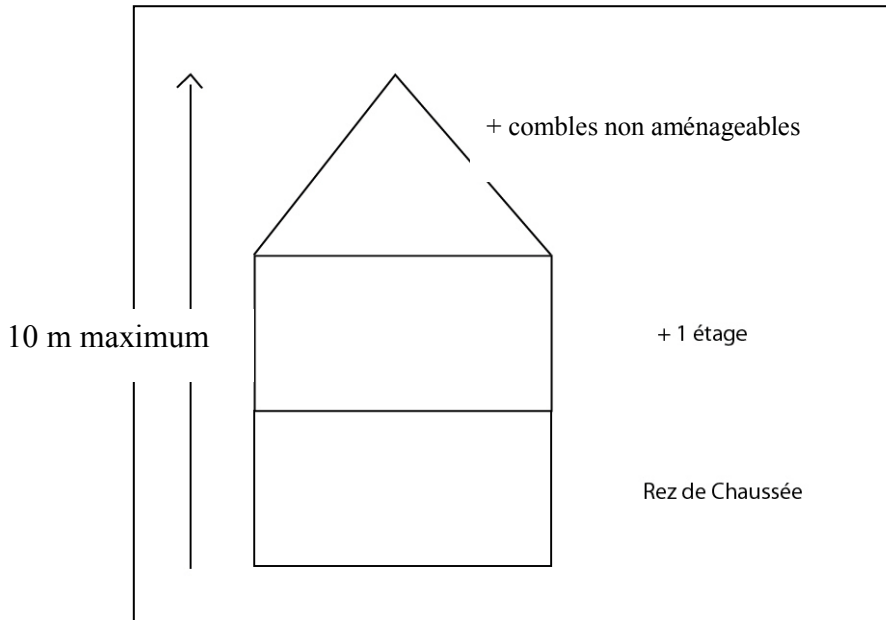 + combles non aménageables
10 m maximum
+ 1 étage
Rez de Chaussée